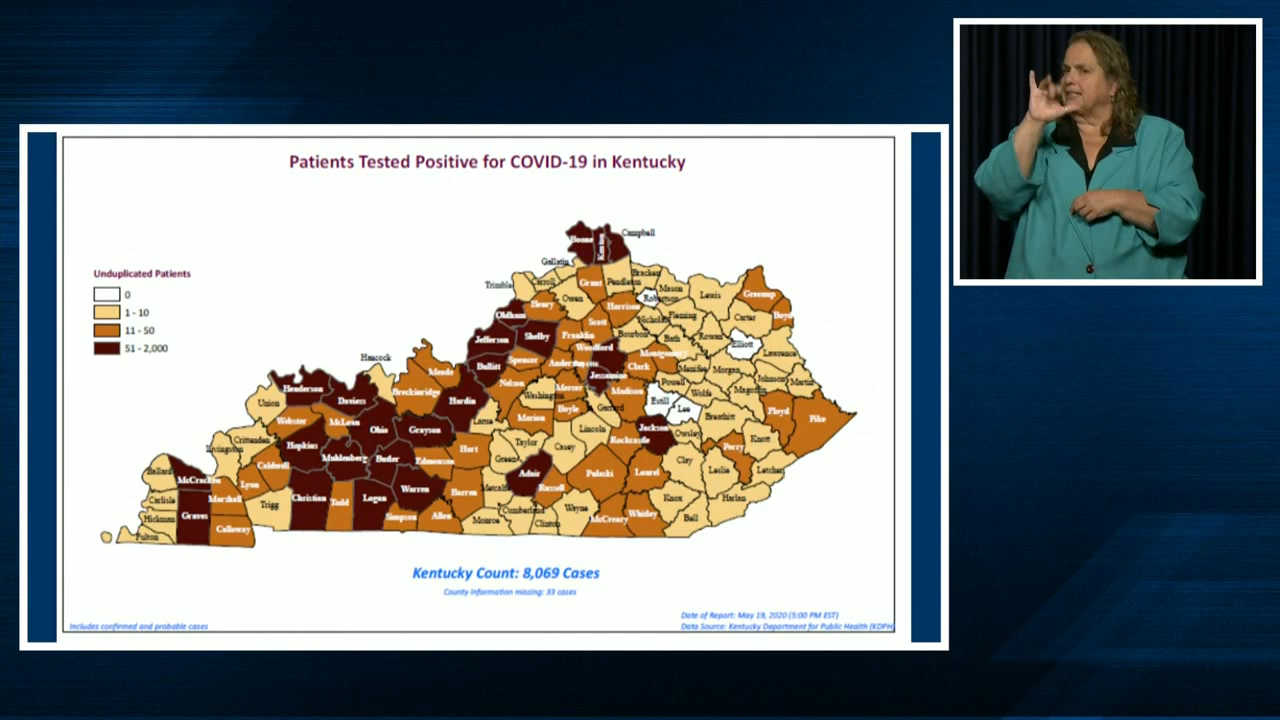 Patients Tested Positive for COVID-19 in Kentucky
Unduplicated Patients
0
1 - 10
11 - 50
51 - 2,000
Boone
Kenton
Campbell
Gallatin
Trimble
Carroll
Grant
Pendleton
Bracken
Mason
Robertson
Lewis
Greenup
Boyd
Carter
Owen
Henry
Oldham
Harrison
Nicholas
Fleming
Scott
Franklin
Bourbon
Bath
Rowan
Elliott
Lawrence
Jefferson
Shelby
Woodford
Montgomery
Clark
Menifee
Morgan
Johnson
Martin
Magoffin
Bullitt
Spencer
Jessamine
Powell
Wolfe
Estill
Lee
Breathitt
Floyd
Pike
Hancock
Meade
Breckinridge
Hardin
Nelson
Washington
Mercer
Madison
Garrard
Boyle
Marion
Lincoln
Jackson
Owsley
Rockcastle
Perry
Knott
Letcher
Leslie
Clay
Henderson
Daviess
Union
Webster
McLean
Ohio
Grayson
Larue
Hart
Taylor
Casey
Green
Crittenden
Livingston
Hopkins
Muhlenberg
Butler
Edmonson
Caldwell
Lyon
Adair
Russell
Pulaski
Laurel
Knox
Harlan
Bell
Ballard
McCracken
Carlisle
Graves
Marshall
Hickman
Fulton
Calloway
Trigg
Christian
Todd
Logan
Warren
Simpson
Allen
Barren
Metcalfe
Monroe
Cumberland
Clinton
Wayne
McCreary
Whitley
Kentucky Count: 8,069 Cases
County information missing: 33 cases
Date of Report: May 19, 2020 (5:00 PM EST)
Includes confirmed and probable cases
Data Source: Kentucky Department for Public Health (KDPH